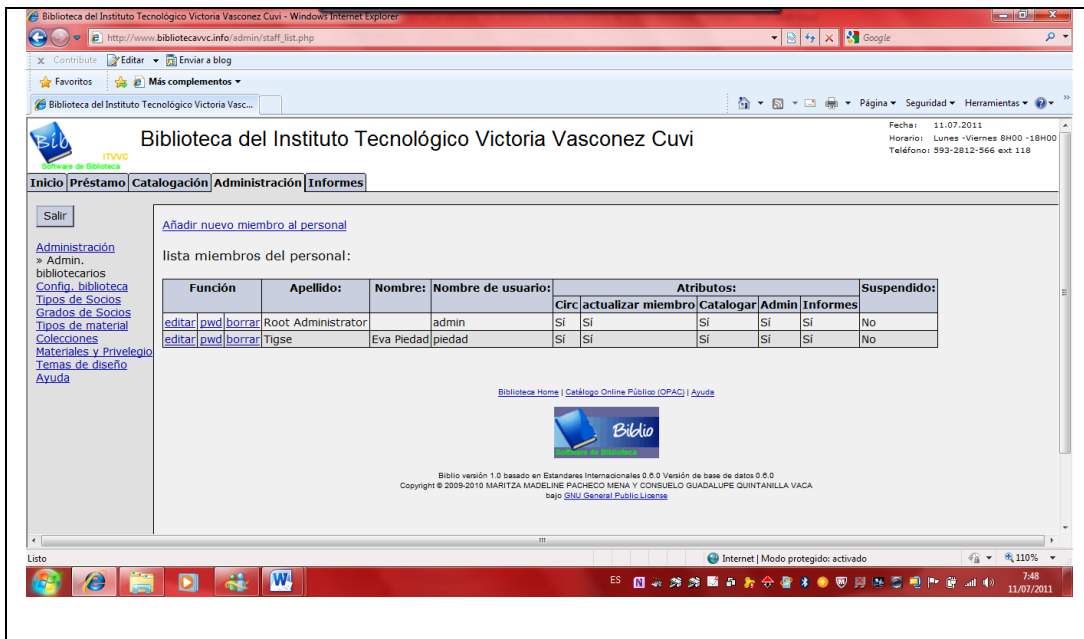 Biblioteca del Instituto Tecnológico Victoria Vasconez Cuvi - Windows Internet Explorer
http://www.bibliotecavvc.info/admin/staff_list.php
Google
x Contribute Editar Enviar a blog
Favoritos Más complementos
Biblioteca del Instituto Tecnológico Victoria Vasc...
Página Seguridad Herramientas
Bib
ITVVC
Software de Biblioteca
Biblioteca del Instituto Tecnológico Victoria Vasconez Cuvi
Fecha: 11.07.2011
Horario: Lunes -Viernes 8H00 -18H00
Teléfono: 593-2812-566 ext 118
Inicio Préstamo Catalogación Administración Informes
Salir
Administración
» Admin.
bibliotecarios
Config. biblioteca
Tipos de Socios
Grados de Socios
Tipos de material
Colecciones
Materiales y Privelegio
Temas de diseño
Ayuda
Añadir nuevo miembro al personal
lista miembros del personal:
Función Apellido: Nombre: Nombre de usuario: Atributos: Suspendido:
Circ actualizar miembro Catalogar Admin Informes
editar pwd borrar Root Administrator admin Sí Sí Sí Sí Sí No
editar pwd borrar Tigse Eva Piedad piedad Sí Sí Sí Sí Sí No
Biblioteca Home | Catálogo Online Público (OPAC) | Ayuda
Biblio
Software de Biblioteca
Biblio versión 1.0 basado en Estandares Internacionales 0.6.0 Versión de base de datos 0.6.0
Copyright © 2009-2010 MARITZA MADELINE PACHECO MENA Y CONSUELO GUADALUPE QUINTANILLA VACA
bajo GNU General Public License
Listo
Internet | Modo protegido: activado
110%
ES
7:48
11/07/2011